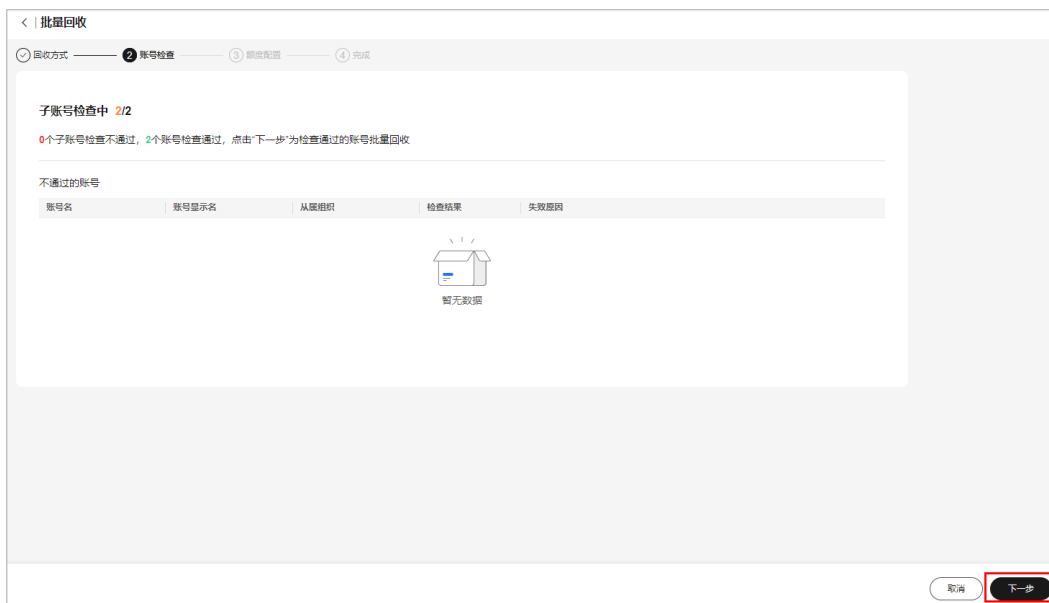 < | 批量回收
回收方式 2 账号检查 3 额度配置 4 完成
子账号检查中 2/2
0个子账号检查不通过，2个账号检查通过，点击“下一步”为检查通过的账号批量回收
不通过的账号
账号名 账号显示名 从属组织 检查结果 失败原因
暂无数据
取消 下一步